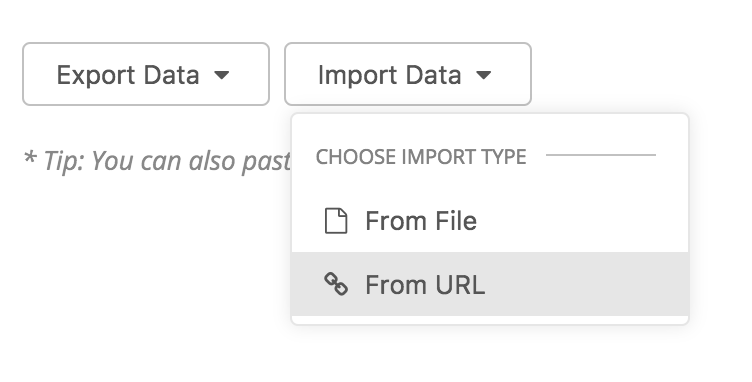 Export Data
Import Data
* Tip: You can also past
CHOOSE IMPORT TYPE
From File
From URL